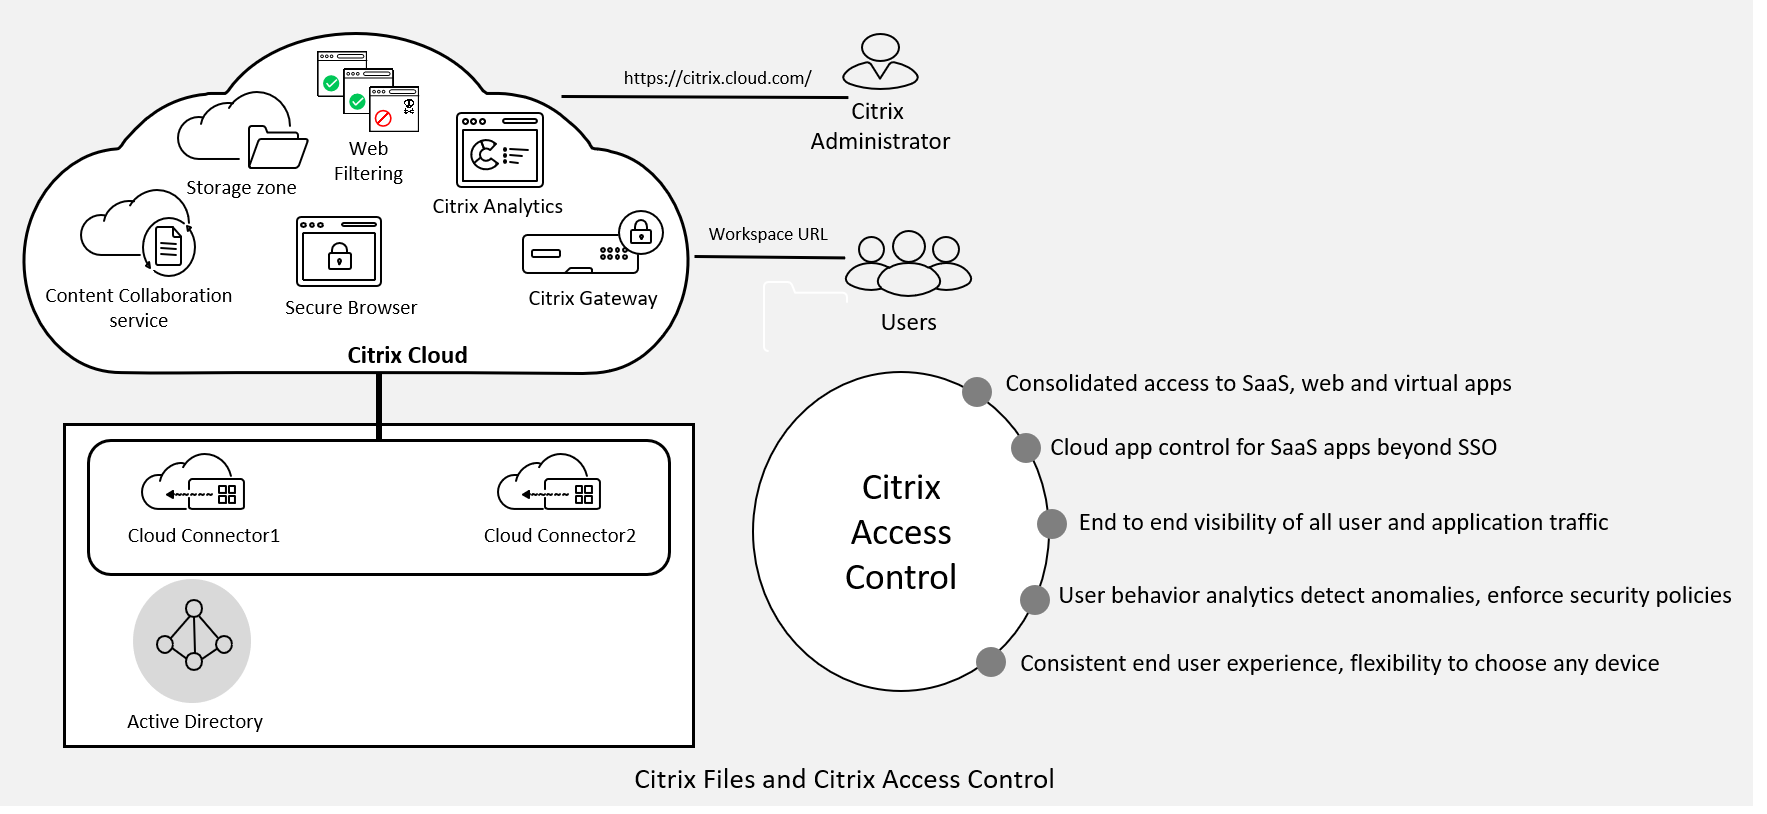 https://citrix.cloud.com/
Citrix
Administrator
Web
Filtering
Storage zone
Citrix Analytics
Workspace URL
Content Collaboration
service
Secure Browser
Citrix Gateway
Users
Citrix Cloud
Cloud Connector1
Cloud Connector2
Active Directory
Citrix
Access
Control
Consolidated access to SaaS, web and virtual apps
Cloud app control for SaaS apps beyond SSO
End to end visibility of all user and application traffic
User behavior analytics detect anomalies, enforce security policies
Consistent end user experience, flexibility to choose any device
Citrix Files and Citrix Access Control